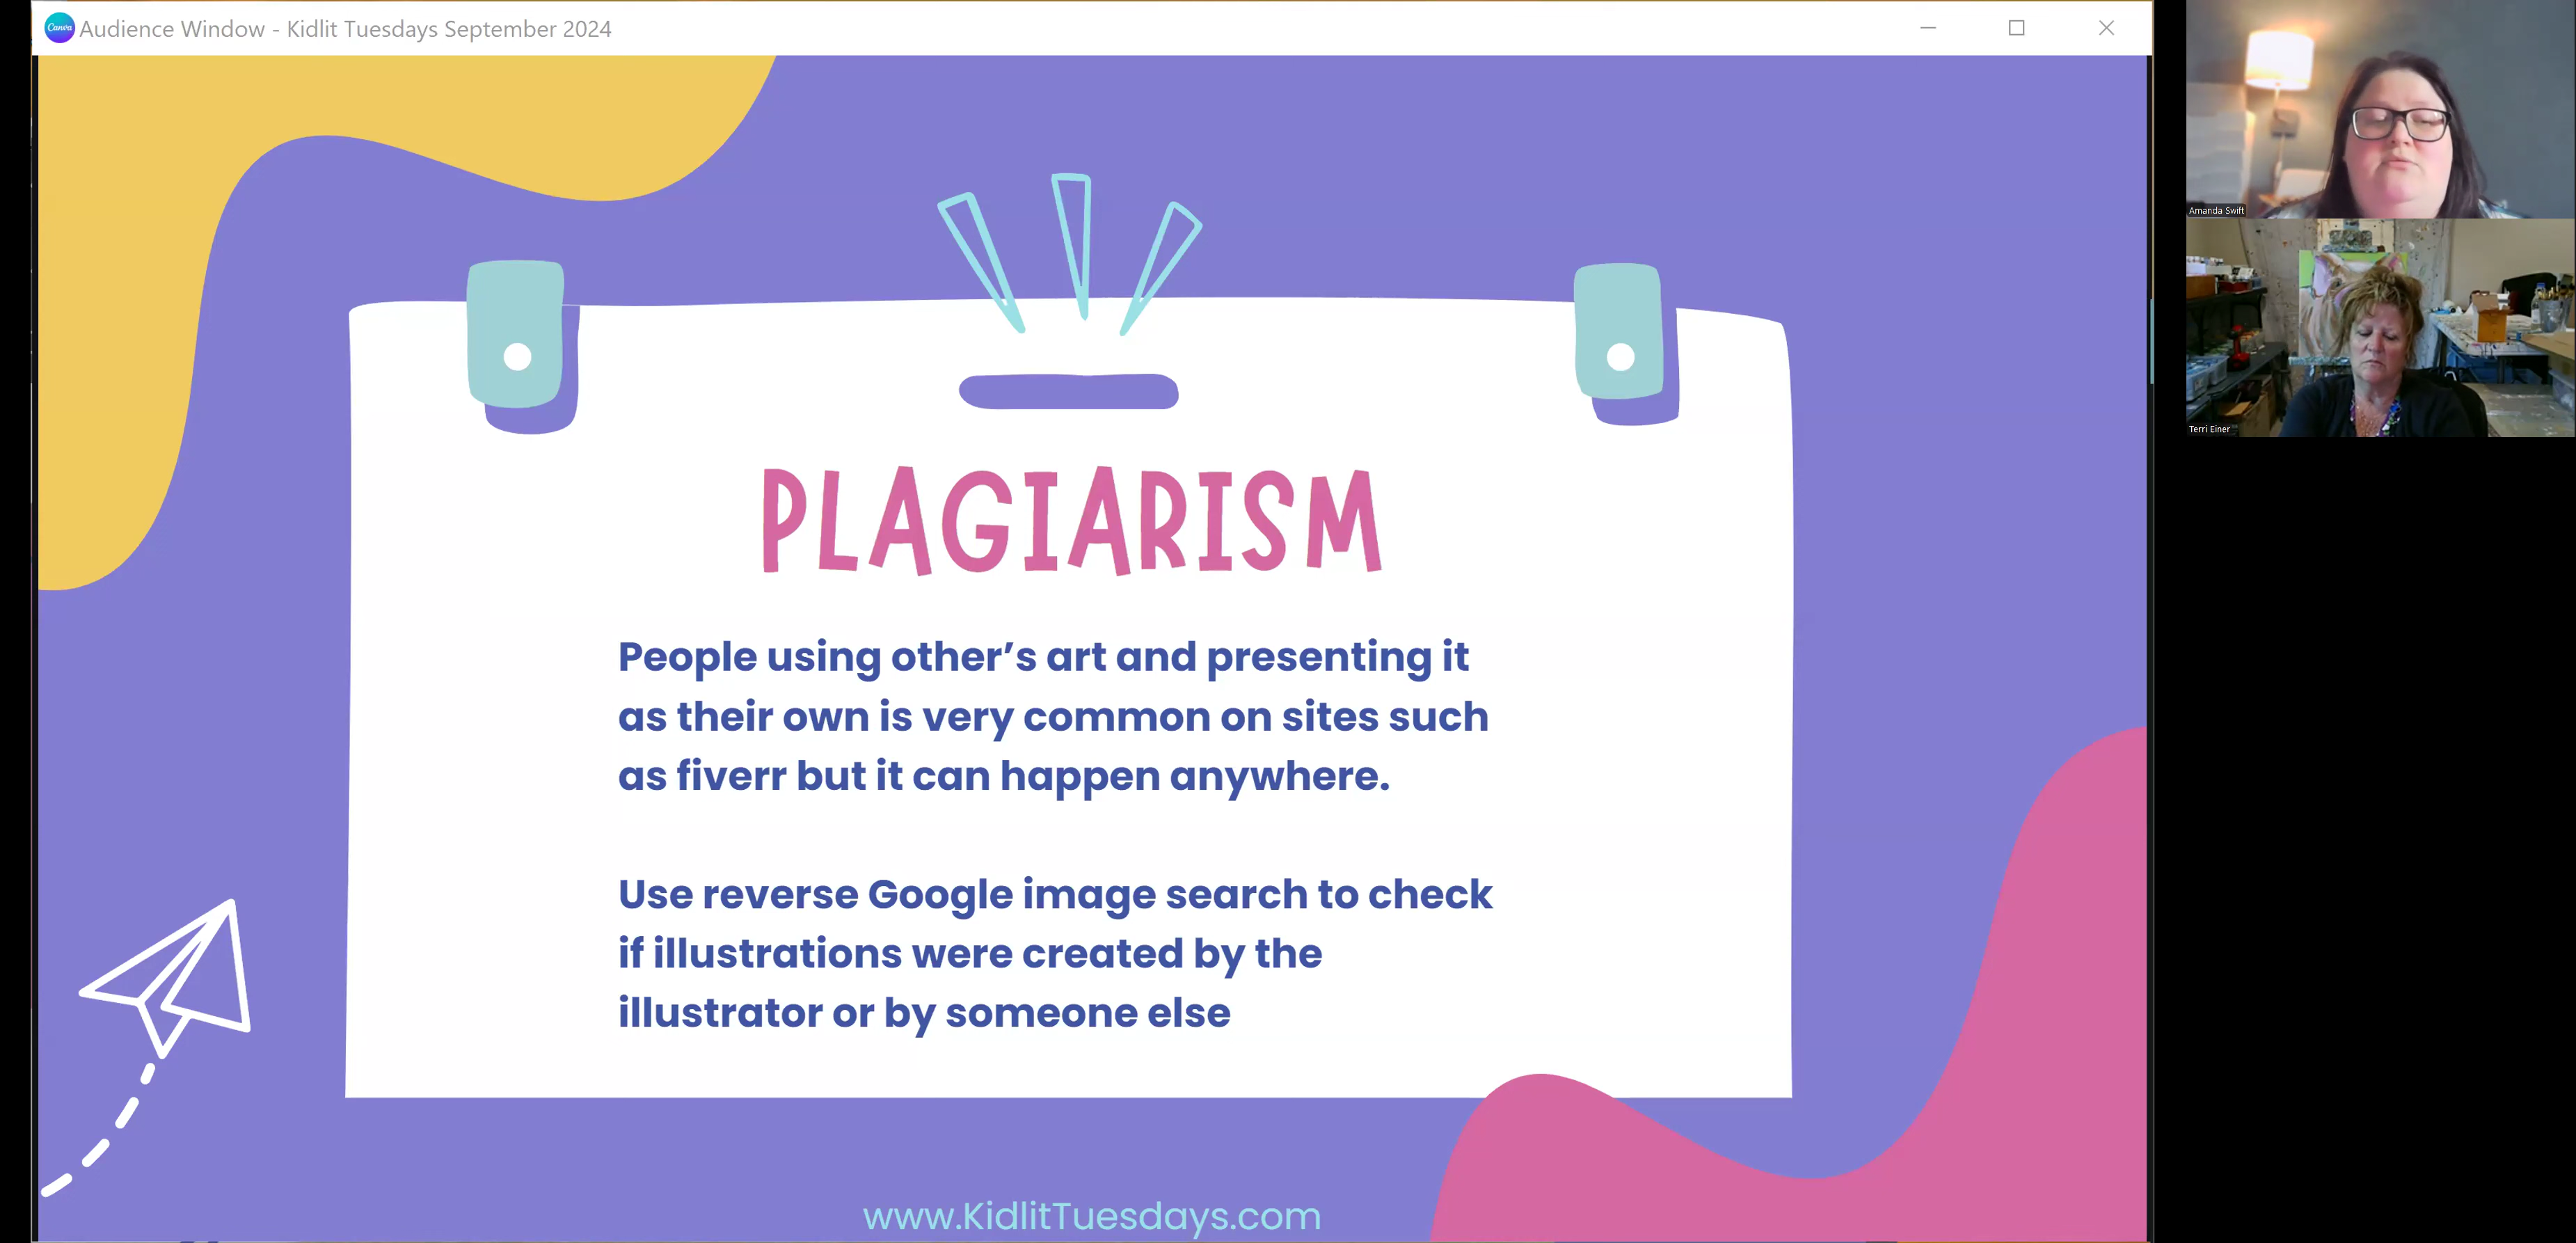 Canva Audience Window - Kidlit Tuesdays September 2024
PLAGIARISM
People using other’s art and presenting it
as their own is very common on sites such
as fiverr but it can happen anywhere.
Use reverse Google image search to check
if illustrations were created by the
illustrator or by someone else
www.KidlitTuesdays.com
Amanda Swift
Terri Einer